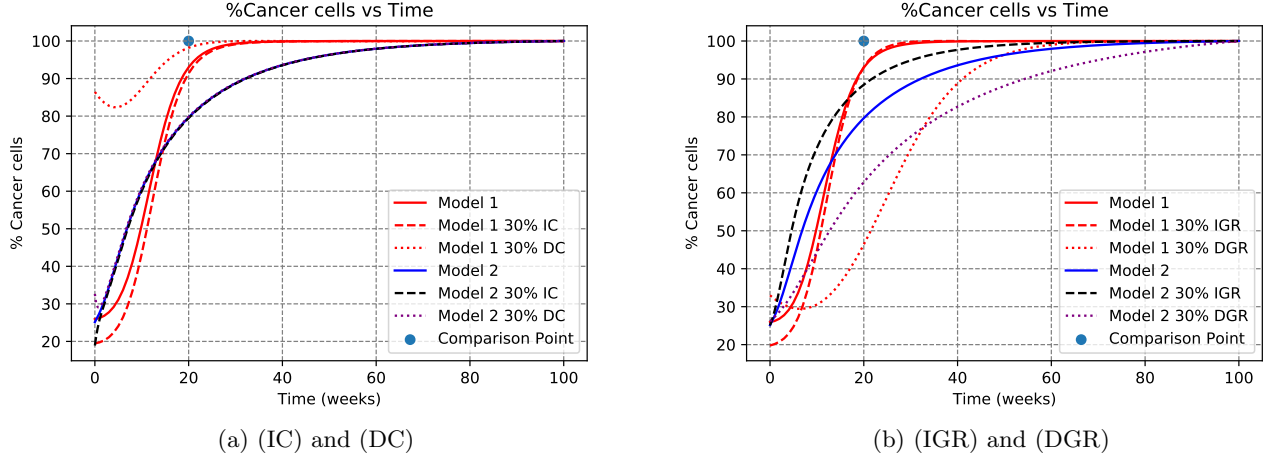 %Cancer cells vs Time
100
90
80
70
60
50
40
30
20
% Cancer cells
0
20
40
60
80
100
Time (weeks)
Model 1
Model 1 30% IC
Model 1 30% DC
Model 2
Model 2 30% IC
Model 2 30% DC
Comparison Point
(a) (IC) and (DC)
%Cancer cells vs Time
100
90
80
70
60
50
40
30
20
% Cancer cells
0
20
40
60
80
100
Time (weeks)
Model 1
Model 1 30% IGR
Model 1 30% DGR
Model 2
Model 2 30% IGR
Model 2 30% DGR
Comparison Point
(b) (IGR) and (DGR)